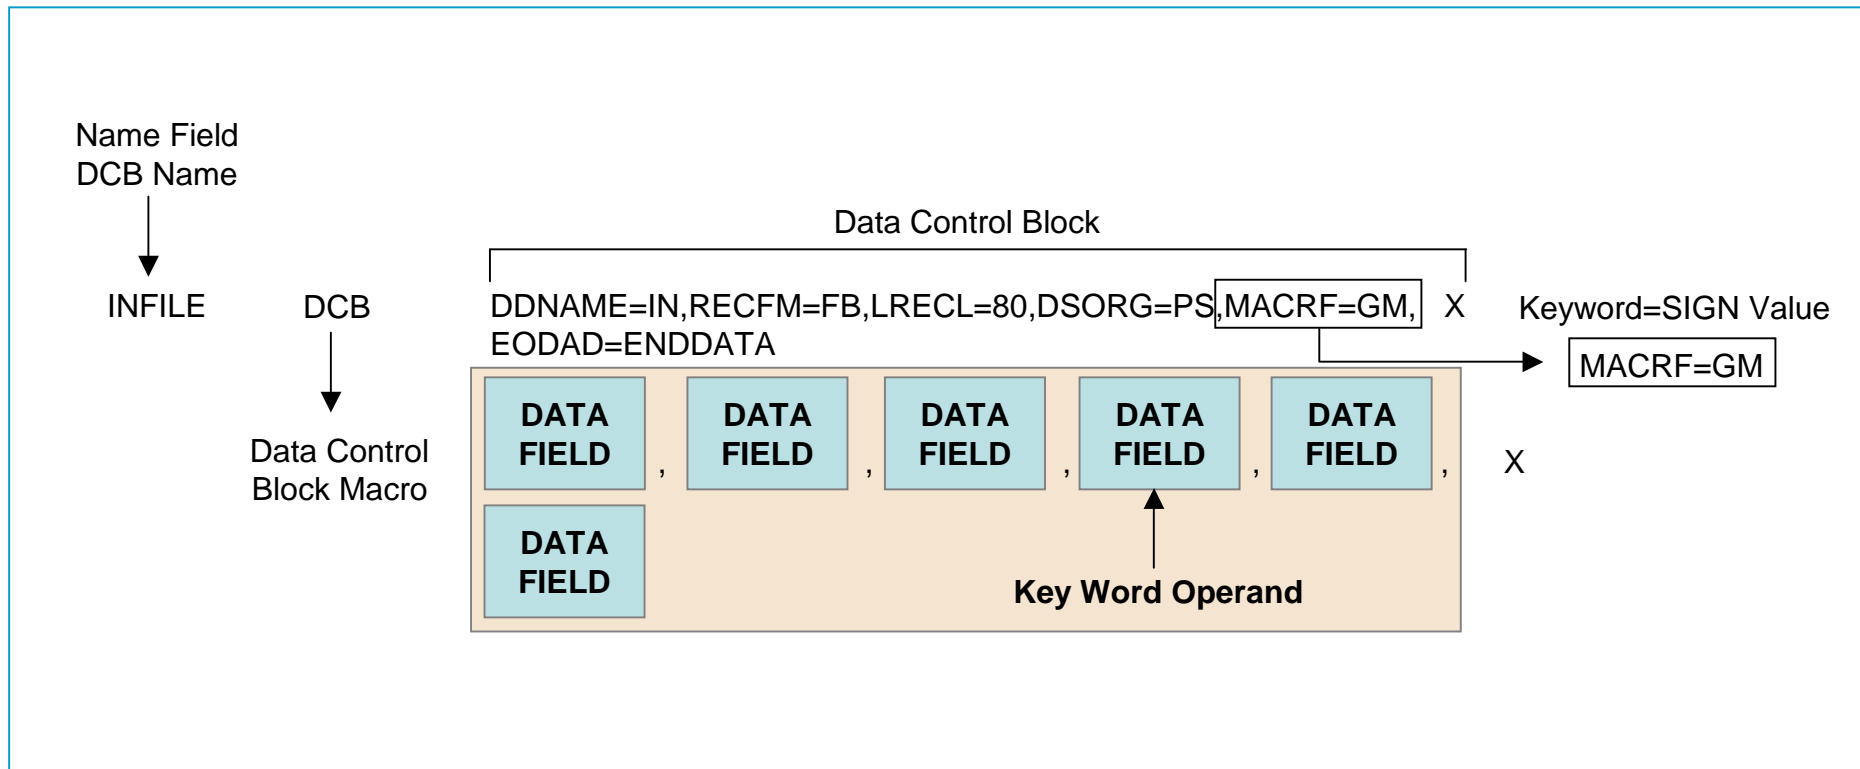 Name Field
DCB Name
Data Control Block
INFILE DCB DDNAME=IN,RECFM=FB,LRECL=80,DSORG=PS,MACRF=GM, X Keyword=SIGN Value
EODAD=ENDDATA
MACRF=GM
Data Control
Block Macro
DATA
FIELD
,
DATA
FIELD
,
DATA
FIELD
,
DATA
FIELD
,
DATA
FIELD
,
X
DATA
FIELD
Key Word Operand